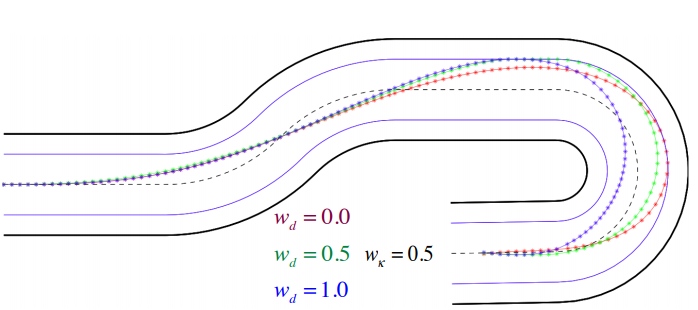 w_d = 0.0
w_d = 0.5 w_κ = 0.5
w_d = 1.0